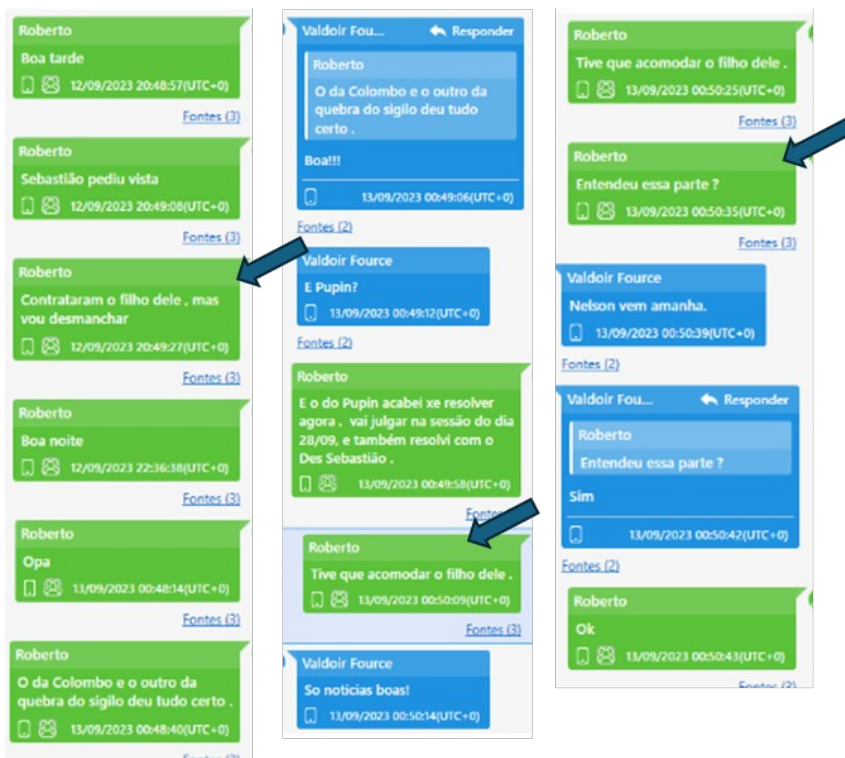 Roberto
Boa tarde
12/09/2023 20:48:57(UTC+0)
Fontes (3)
Roberto
Sebastião pediu vista
12/09/2023 20:49:08(UTC+0)
Fontes (3)
Roberto
Contrataram o filho dele , mas
vou desmanchar
12/09/2023 20:49:27(UTC+0)
Fontes (3)
Roberto
Boa noite
12/09/2023 22:36:38(UTC+0)
Fontes (3)
Roberto
Opa
13/09/2023 00:48:14(UTC+0)
Fontes (3)
Roberto
O da Colombo e o outro da
quebra do sigilo deu tudo certo .
13/09/2023 00:48:40(UTC+0)
Fontes (3)
Valdoir Fou... Responder
Roberto
O da Colombo e o outro da
quebra do sigilo deu tudo
certo .
Boa!!!
13/09/2023 00:49:06(UTC+0)
Fontes (2)
Valdoir Fource
E Pupin?
13/09/2023 00:49:12(UTC+0)
Fontes (2)
Roberto
E o do Pupin acabei xe resolver
agora , vai julgar na sessão do dia
28/09, e também resolvi com o
Des Sebastião .
13/09/2023 00:49:58(UTC+0)
Fontes
Roberto
Tive que acomodar o filho dele .
13/09/2023 00:50:09(UTC+0)
Fontes (3)
Valdoir Fource
So noticias boas!
13/09/2023 00:50:14(UTC+0)
Roberto
Tive que acomodar o filho dele .
13/09/2023 00:50:25(UTC+0)
Fontes (3)
Roberto
Entendeu essa parte ?
13/09/2023 00:50:35(UTC+0)
Fontes (3)
Valdoir Fource
Nelson vem amanha.
13/09/2023 00:50:39(UTC+0)
Fontes (2)
Valdoir Fou... Responder
Roberto
Entendeu essa parte ?
Sim
13/09/2023 00:50:42(UTC+0)
Fontes (2)
Roberto
Ok
13/09/2023 00:50:43(UTC+0)
Fontes (3)